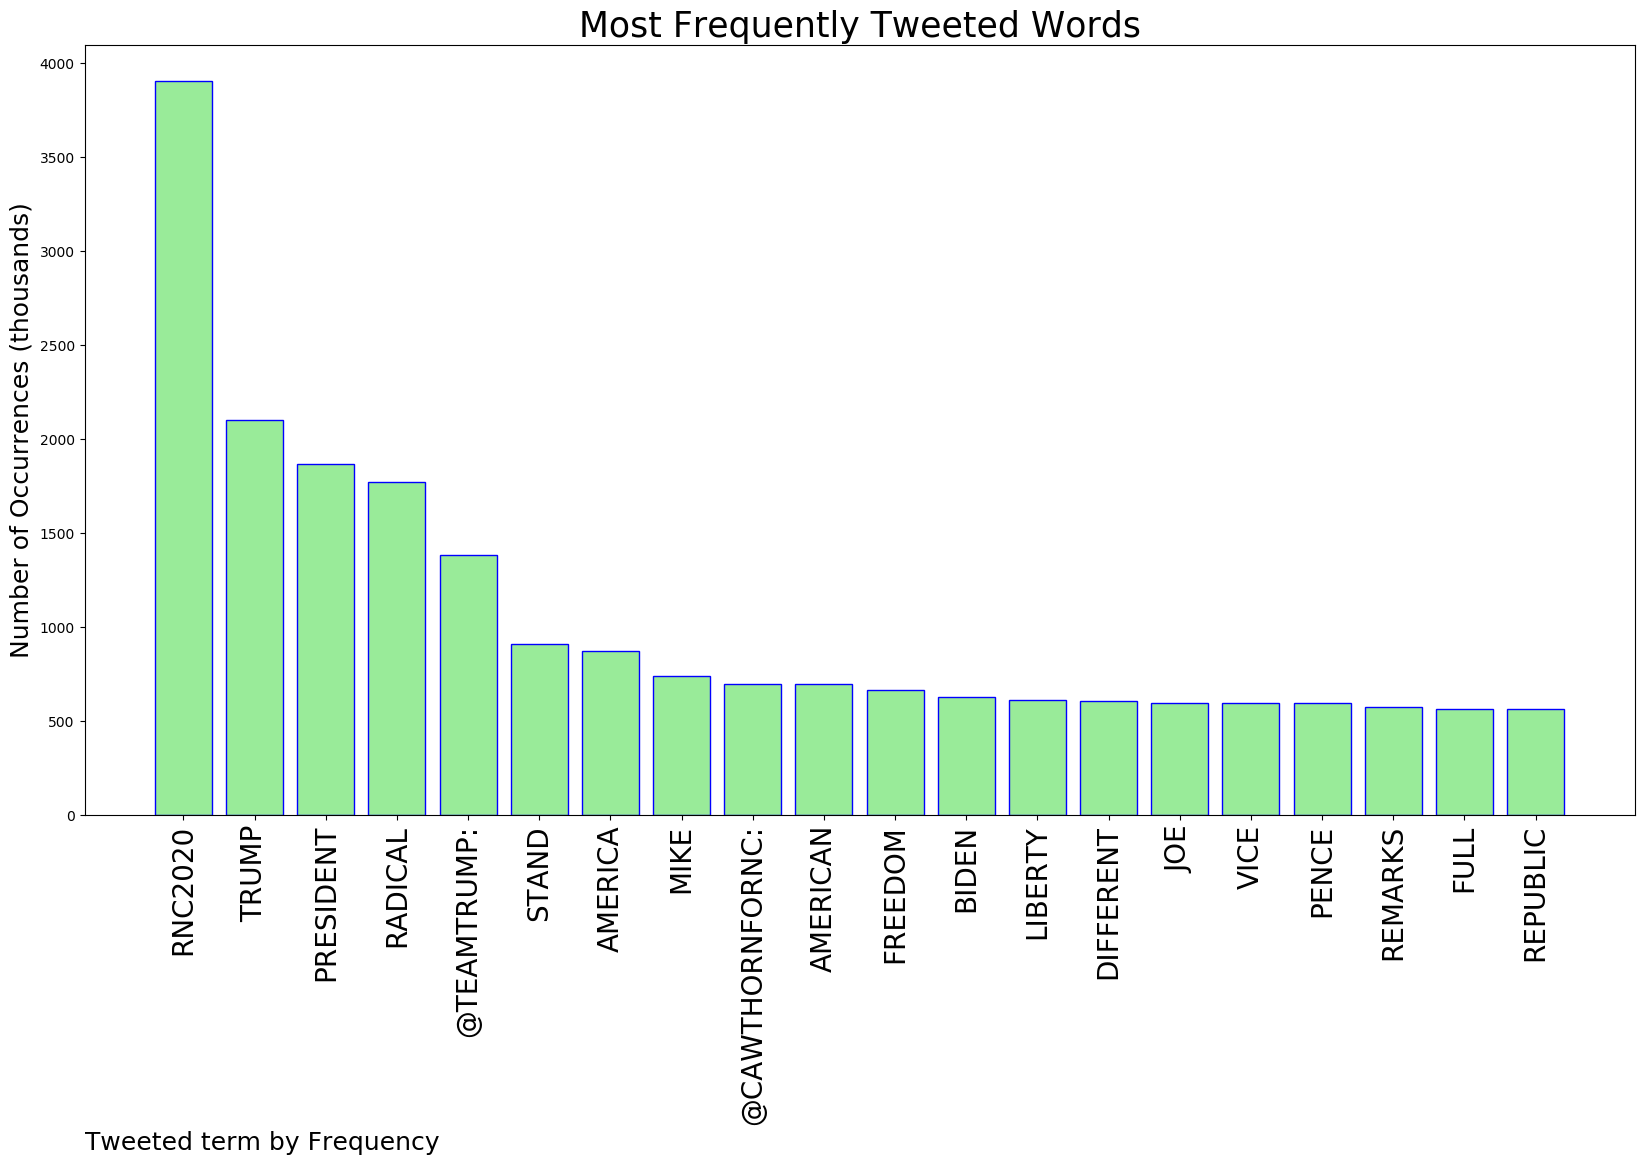 Most Frequently Tweeted Words
Number of Occurrences (thousands)
4000
3500
3000
2500
2000
1500
1000
500
0
RNC2020
TRUMP
PRESIDENT
RADICAL
@TEAMTRUMP:
STAND
AMERICA
MIKE
@CAWTHORNFORNC:
AMERICAN
FREEDOM
BIDEN
LIBERTY
DIFFERENT
JOE
VICE
PENCE
REMARKS
FULL
REPUBLIC
Tweeted term by Frequency